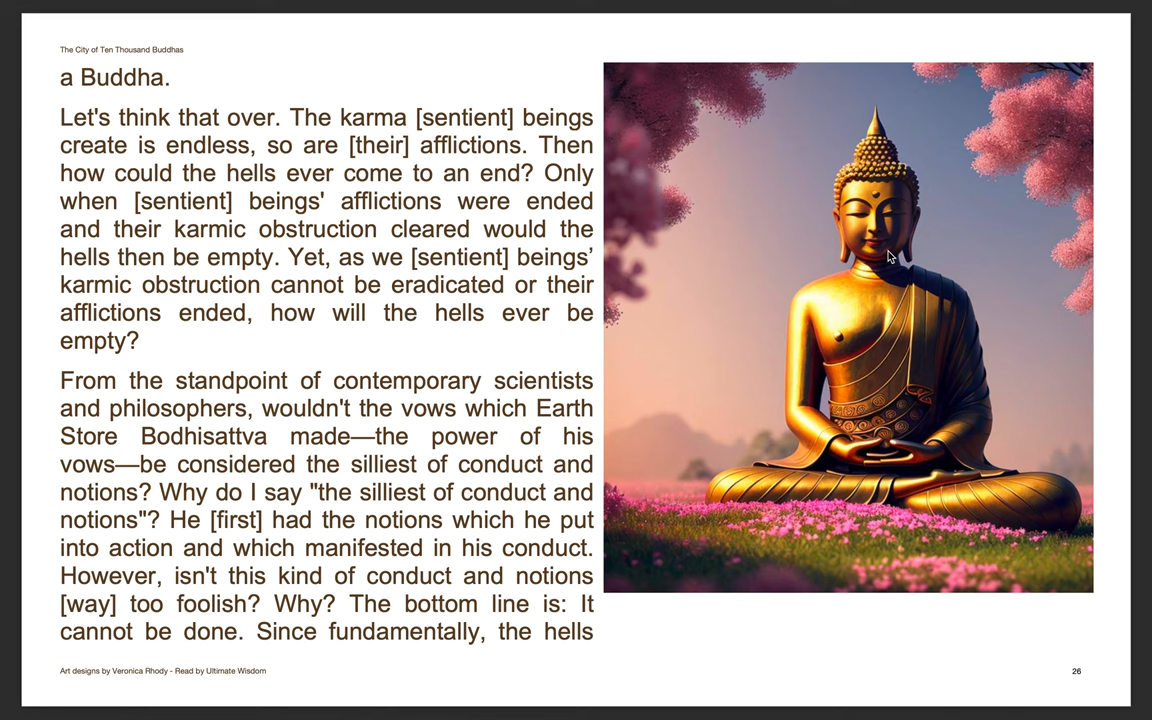 The City of Ten Thousand Buddhas
a Buddha.
Let's think that over. The karma [sentient] beings
create is endless, so are [their] afflictions. Then
how could the hells ever come to an end? Only
when [sentient] beings' afflictions were ended
and their karmic obstruction cleared would the
hells then be empty. Yet, as we [sentient] beings’
karmic obstruction cannot be eradicated or their
afflictions ended, how will the hells ever be
empty?
From the standpoint of contemporary scientists
and philosophers, wouldn't the vows which Earth
Store Bodhisattva made—the power of his
vows—be considered the silliest of conduct and
notions? Why do I say "the silliest of conduct and
notions"? He [first] had the notions which he put
into action and which manifested in his conduct.
However, isn't this kind of conduct and notions
[way] too foolish? Why? The bottom line is: It
cannot be done. Since fundamentally, the hells
Art designs by Veronica Rhody - Read by Ultimate Wisdom
26